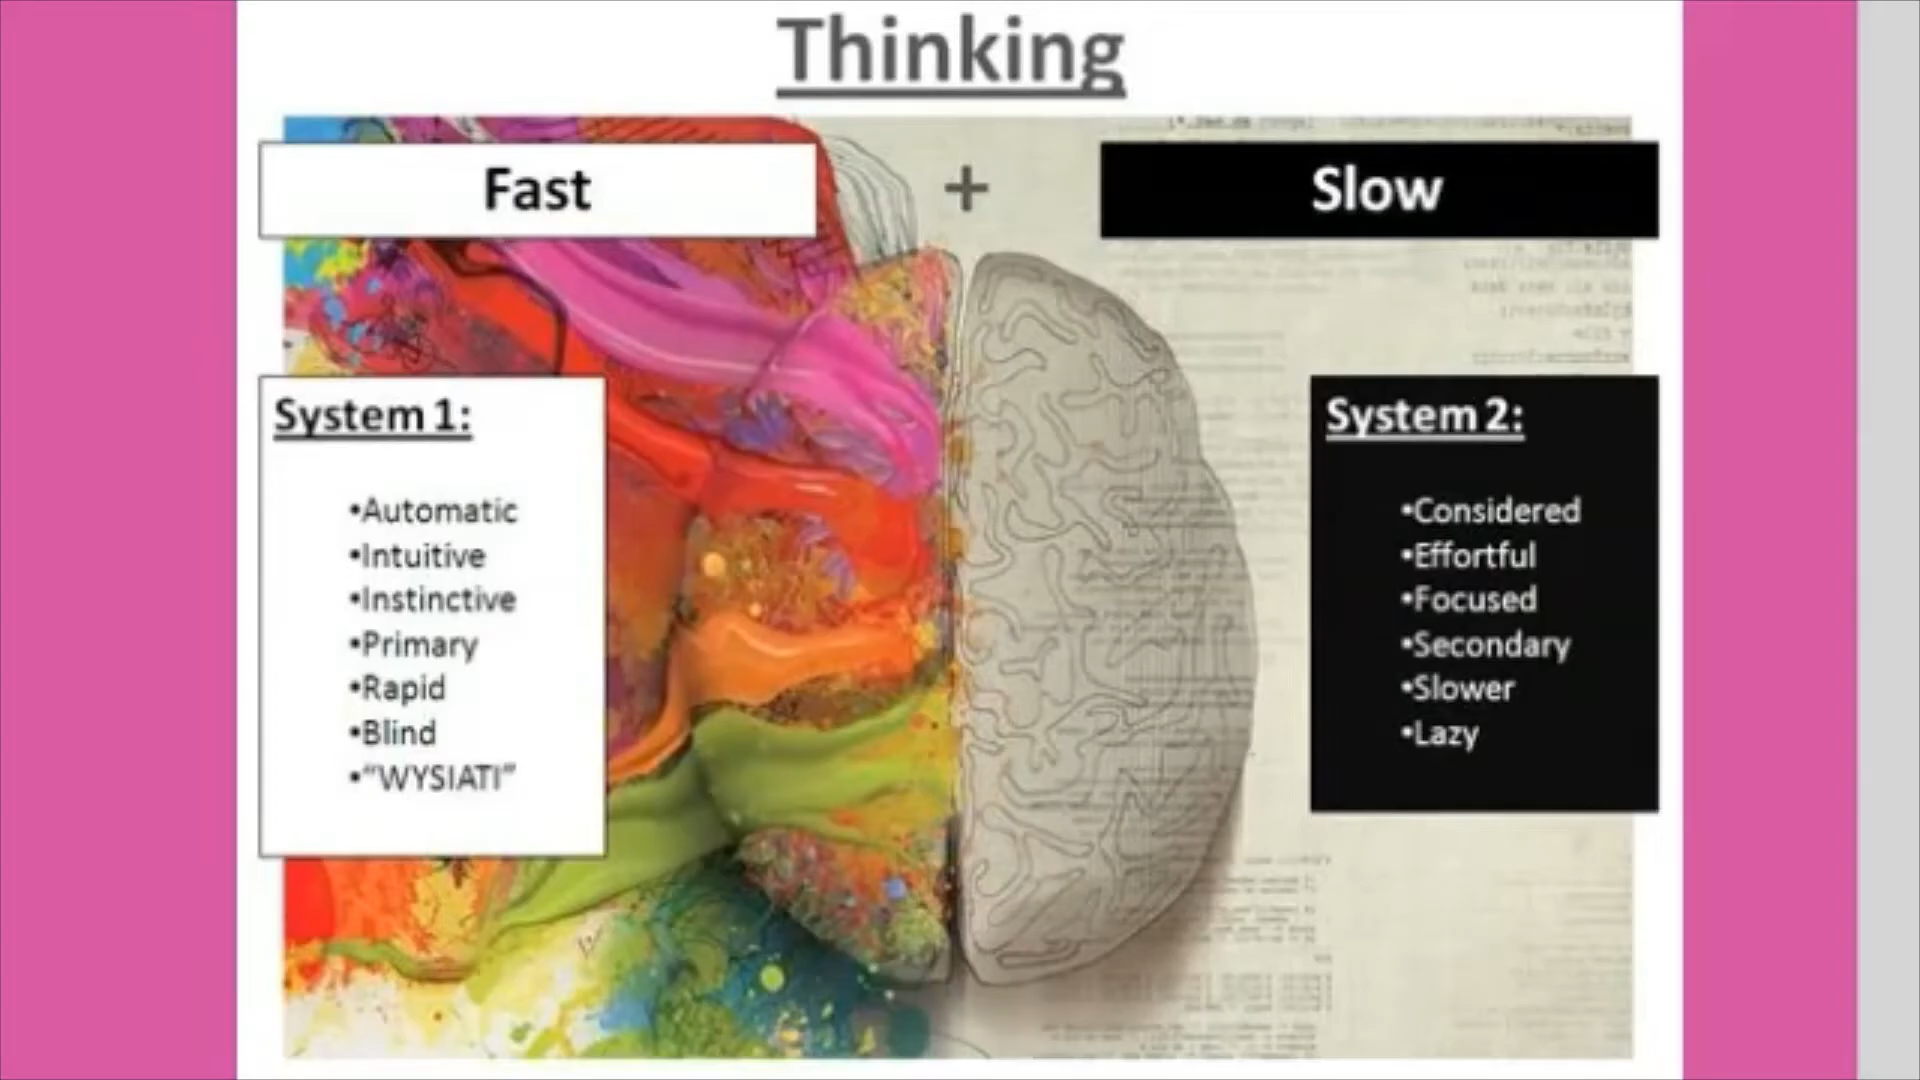 Thinking
Fast
+
Slow
System 1:
•Automatic
•Intuitive
•Instinctive
•Primary
•Rapid
•Blind
•“WYSIATI”
System 2:
•Considered
•Effortful
•Focused
•Secondary
•Slower
•Lazy